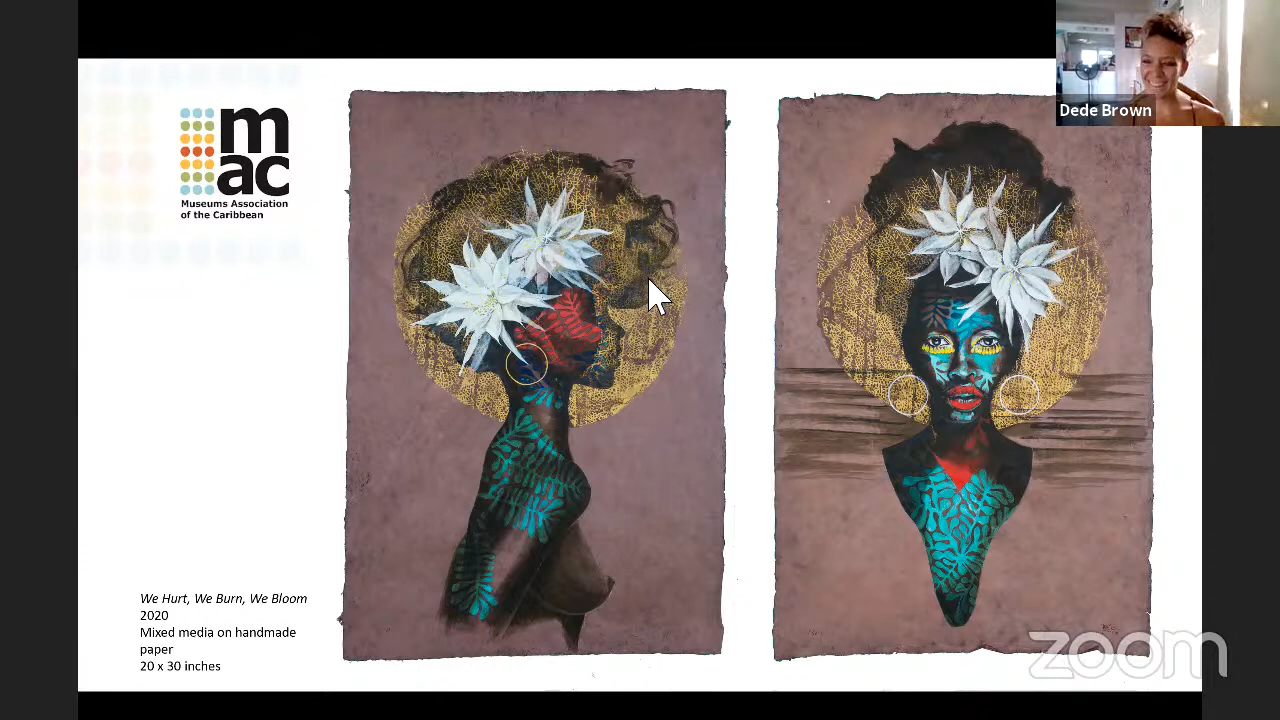 mac
Museums Association
of the Caribbean
Dede Brown
We Hurt, We Burn, We Bloom
2020
Mixed media on handmade
paper
20 x 30 inches
zoom